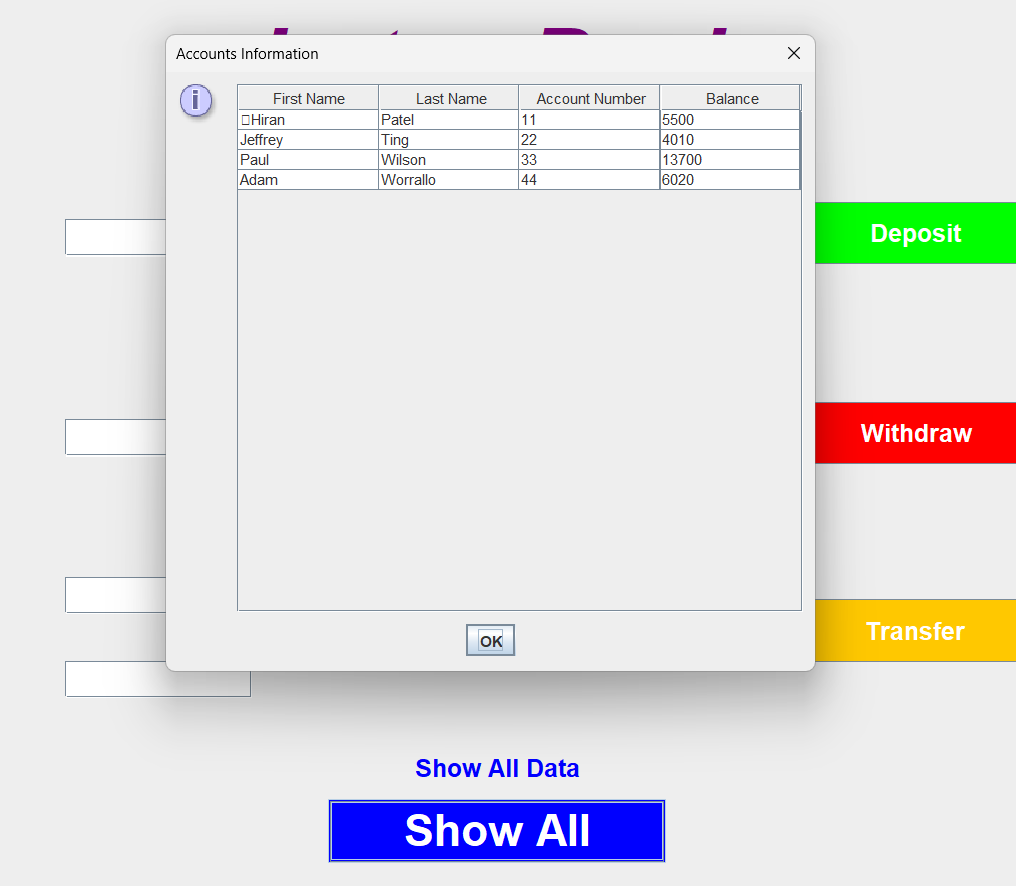 Accounts Information
First Name Last Name Account Number Balance
Hiran Patel 11 5500
Jeffrey Ting 22 4010
Paul Wilson 33 13700
Adam Worrallo 44 6020
OK
Deposit
Withdraw
Transfer
Show All Data
Show All